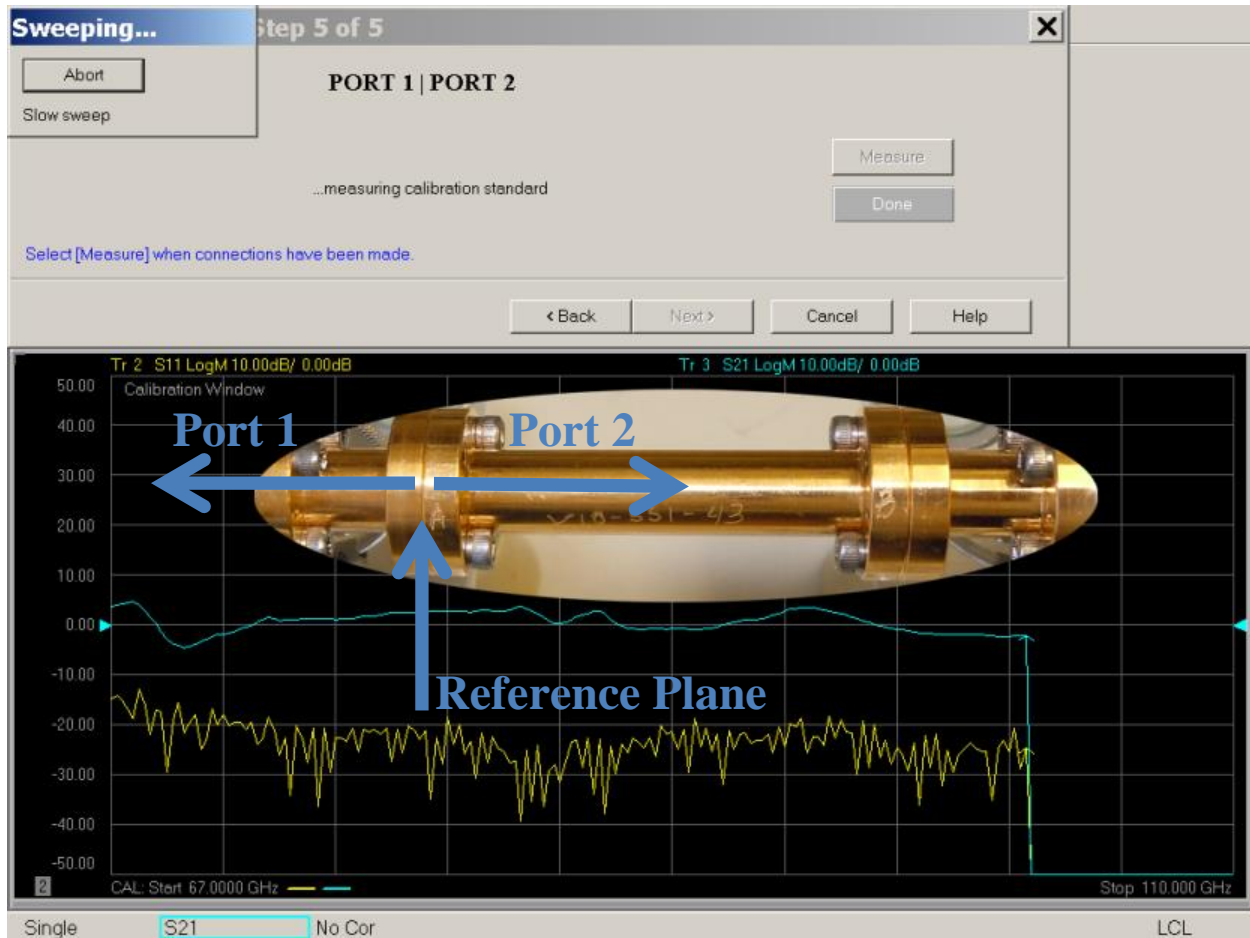 Sweeping...
Step 5 of 5
Abort
Slow sweep
PORT 1 | PORT 2
Measure
...measuring calibration standard
Done
Select [Measure] when connections have been made.
< Back
Next >
Cancel
Help
Tr 2 S11 LogM 10.00dB/ 0.00dB
Tr 3 S21 LogM 10.00dB/ 0.00dB
Calibration Window
50.00
40.00
30.00
20.00
10.00
0.00
-10.00
-20.00
-30.00
-40.00
-50.00
Port 1
Port 2
A
B
Reference Plane
2
CAL: Start 67.0000 GHz
Stop 110.000 GHz
Single
S21
No Cor
LCL